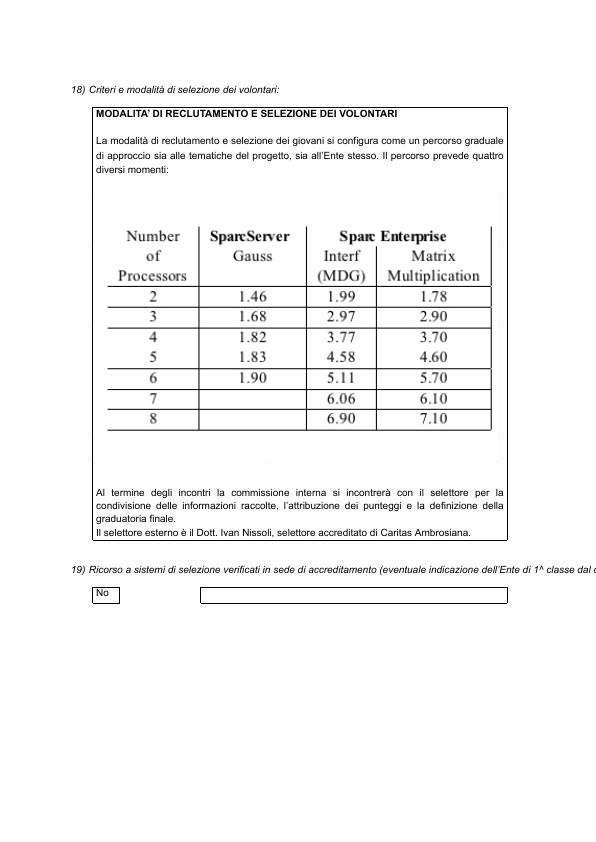 18) Criteri e modalità di selezione dei volontari:
MODALITA' DI RECLUTAMENTO E SELEZIONE DEI VOLONTARI
La modalità di reclutamento e selezione dei giovani si configura come un percorso graduale
di approccio sia alle tematiche del progetto, sia all'Ente stesso. Il percorso prevede quattro
diversi momenti:
Number SparcServer Sparc Enterprise
of Gauss Interf Matrix
Processors (MDG) Multiplication
2 1.46 1.99 1.78
3 1.68 2.97 2.90
4 1.82 3.77 3.70
5 1.83 4.58 4.60
6 1.90 5.11 5.70
7 6.06 6.10
8 6.90 7.10
Al termine degli incontri la commissione interna si incontrerà con il selettore per la
condivisione delle informazioni raccolte, l'attribuzione dei punteggi e la definizione della
graduatoria finale.
Il selettore esterno è il Dott. Ivan Nissoli, selettore accreditato di Caritas Ambrosiana.
19) Ricorso a sistemi di selezione verificati in sede di accreditamento (eventuale indicazione dell'Ente di 1^ classe dal
No